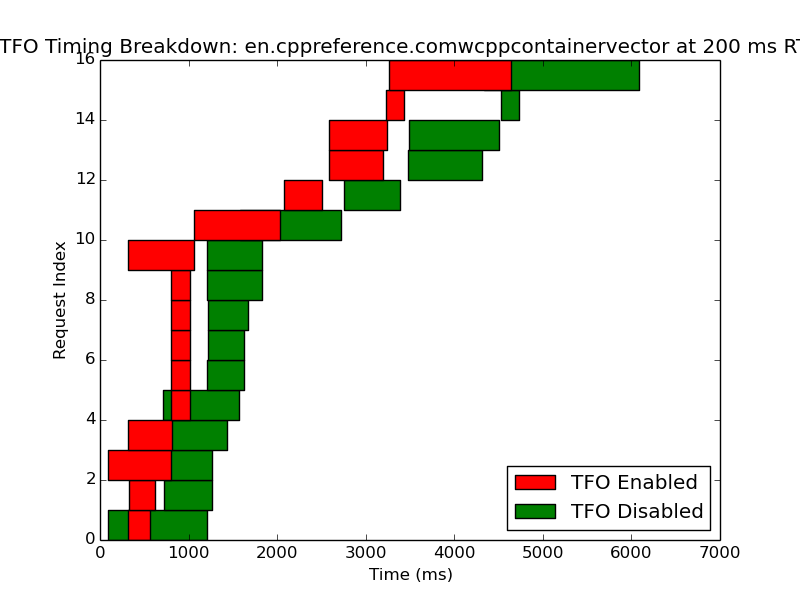 TFO Timing Breakdown: en.cppreference.comwcppcontainervector at 200 ms RT
16
14
12
10
8
6
4
2
0
Request Index
TFO Enabled
TFO Disabled
0 1000 2000 3000 4000 5000 6000 7000
Time (ms)